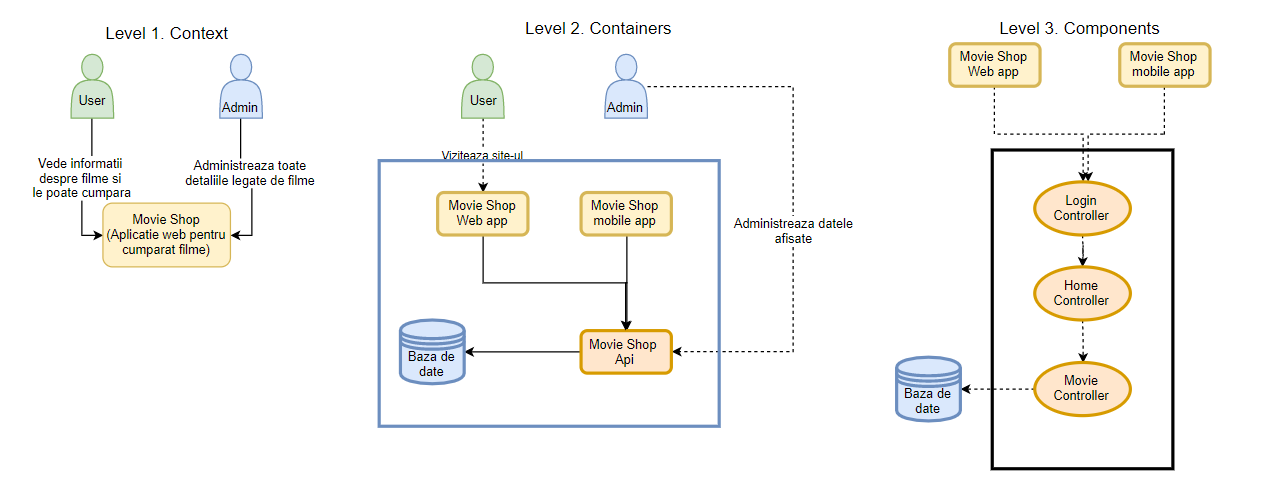 Level 1. Context
User
Admin
Vede informatii
despre filme si
le poate cumpara
Administreaza toate
detaliile legate de filme
Movie Shop
(Aplicatie web pentru
cumparat filme)
Level 2. Containers
User
Admin
Viziteaza site-ul
Movie Shop
Web app
Movie Shop
mobile app
Administreaza datele
afisate
Baza de
date
Movie Shop
Api
Level 3. Components
Movie Shop
Web app
Movie Shop
mobile app
Login
Controller
Home
Controller
Movie
Controller
Baza de
date